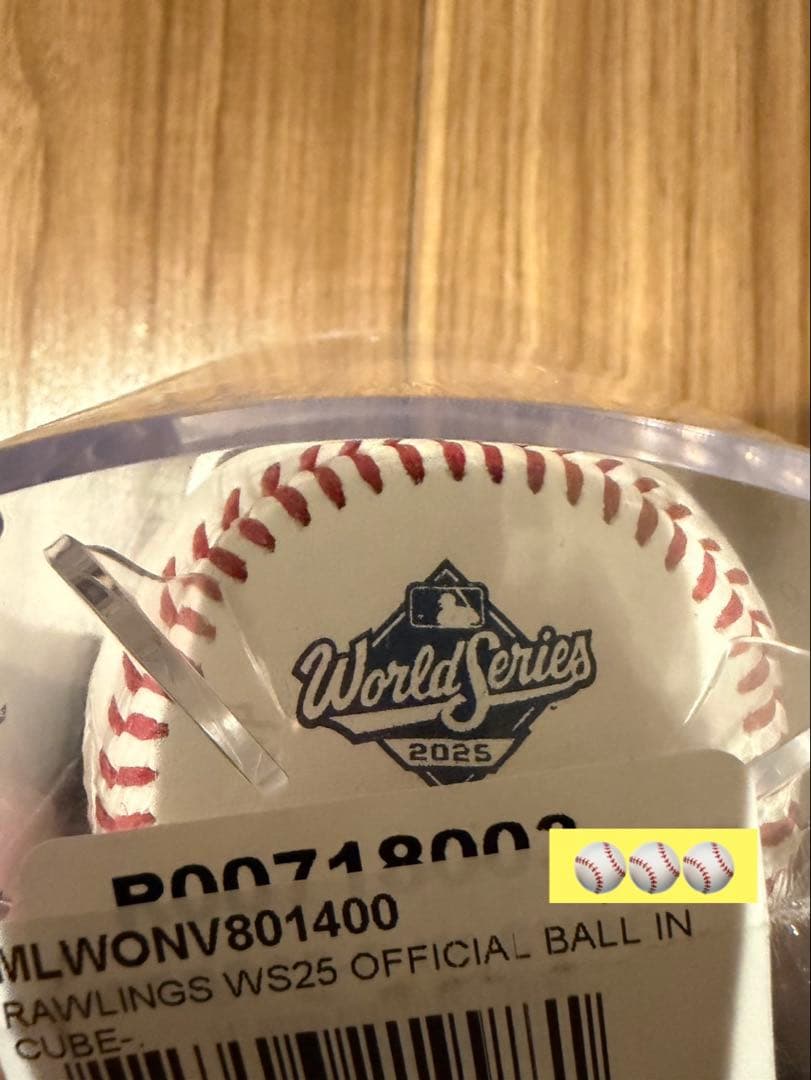 World Series
2025
MLWONV801400
RAWLINGS WS25 OFFICIAL BALL IN
CUBE-.